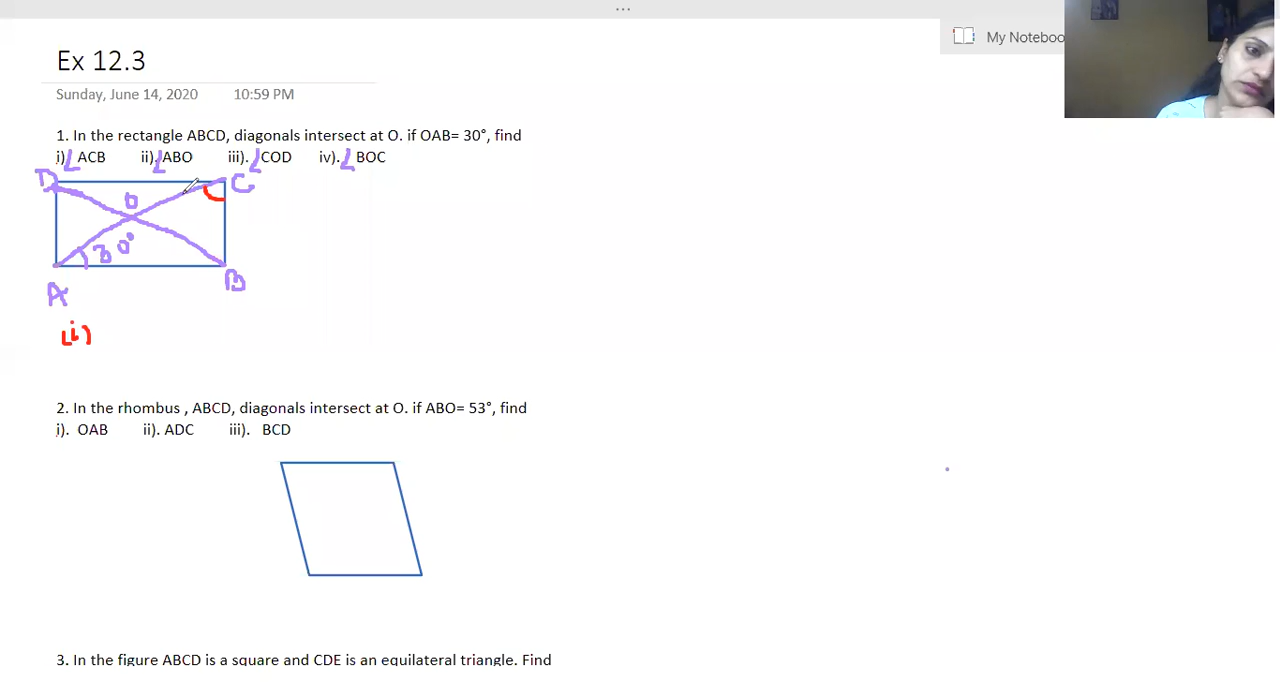 My Noteboo
Ex 12.3
Sunday, June 14, 2020 10:59 PM
1. In the rectangle ABCD, diagonals intersect at O. if OAB= 30°, find
i) ∠ ACB ii). ∠ABO iii). ∠COD iv). ∠ BOC
D C
O
30°
A B
(i)
2. In the rhombus , ABCD, diagonals intersect at O. if ABO= 53°, find
i). OAB ii). ADC iii). BCD
3. In the figure ABCD is a square and CDE is an equilateral triangle. Find